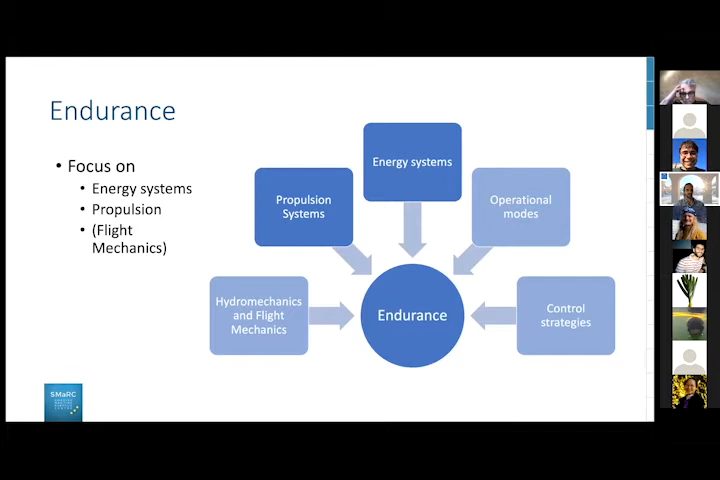 Endurance
• Focus on
• Energy systems
• Propulsion
• (Flight
Mechanics)
Energy systems
Propulsion
Systems
Operational
modes
Hydromechanics
and Flight
Mechanics
Endurance
Control
strategies
SMaRC